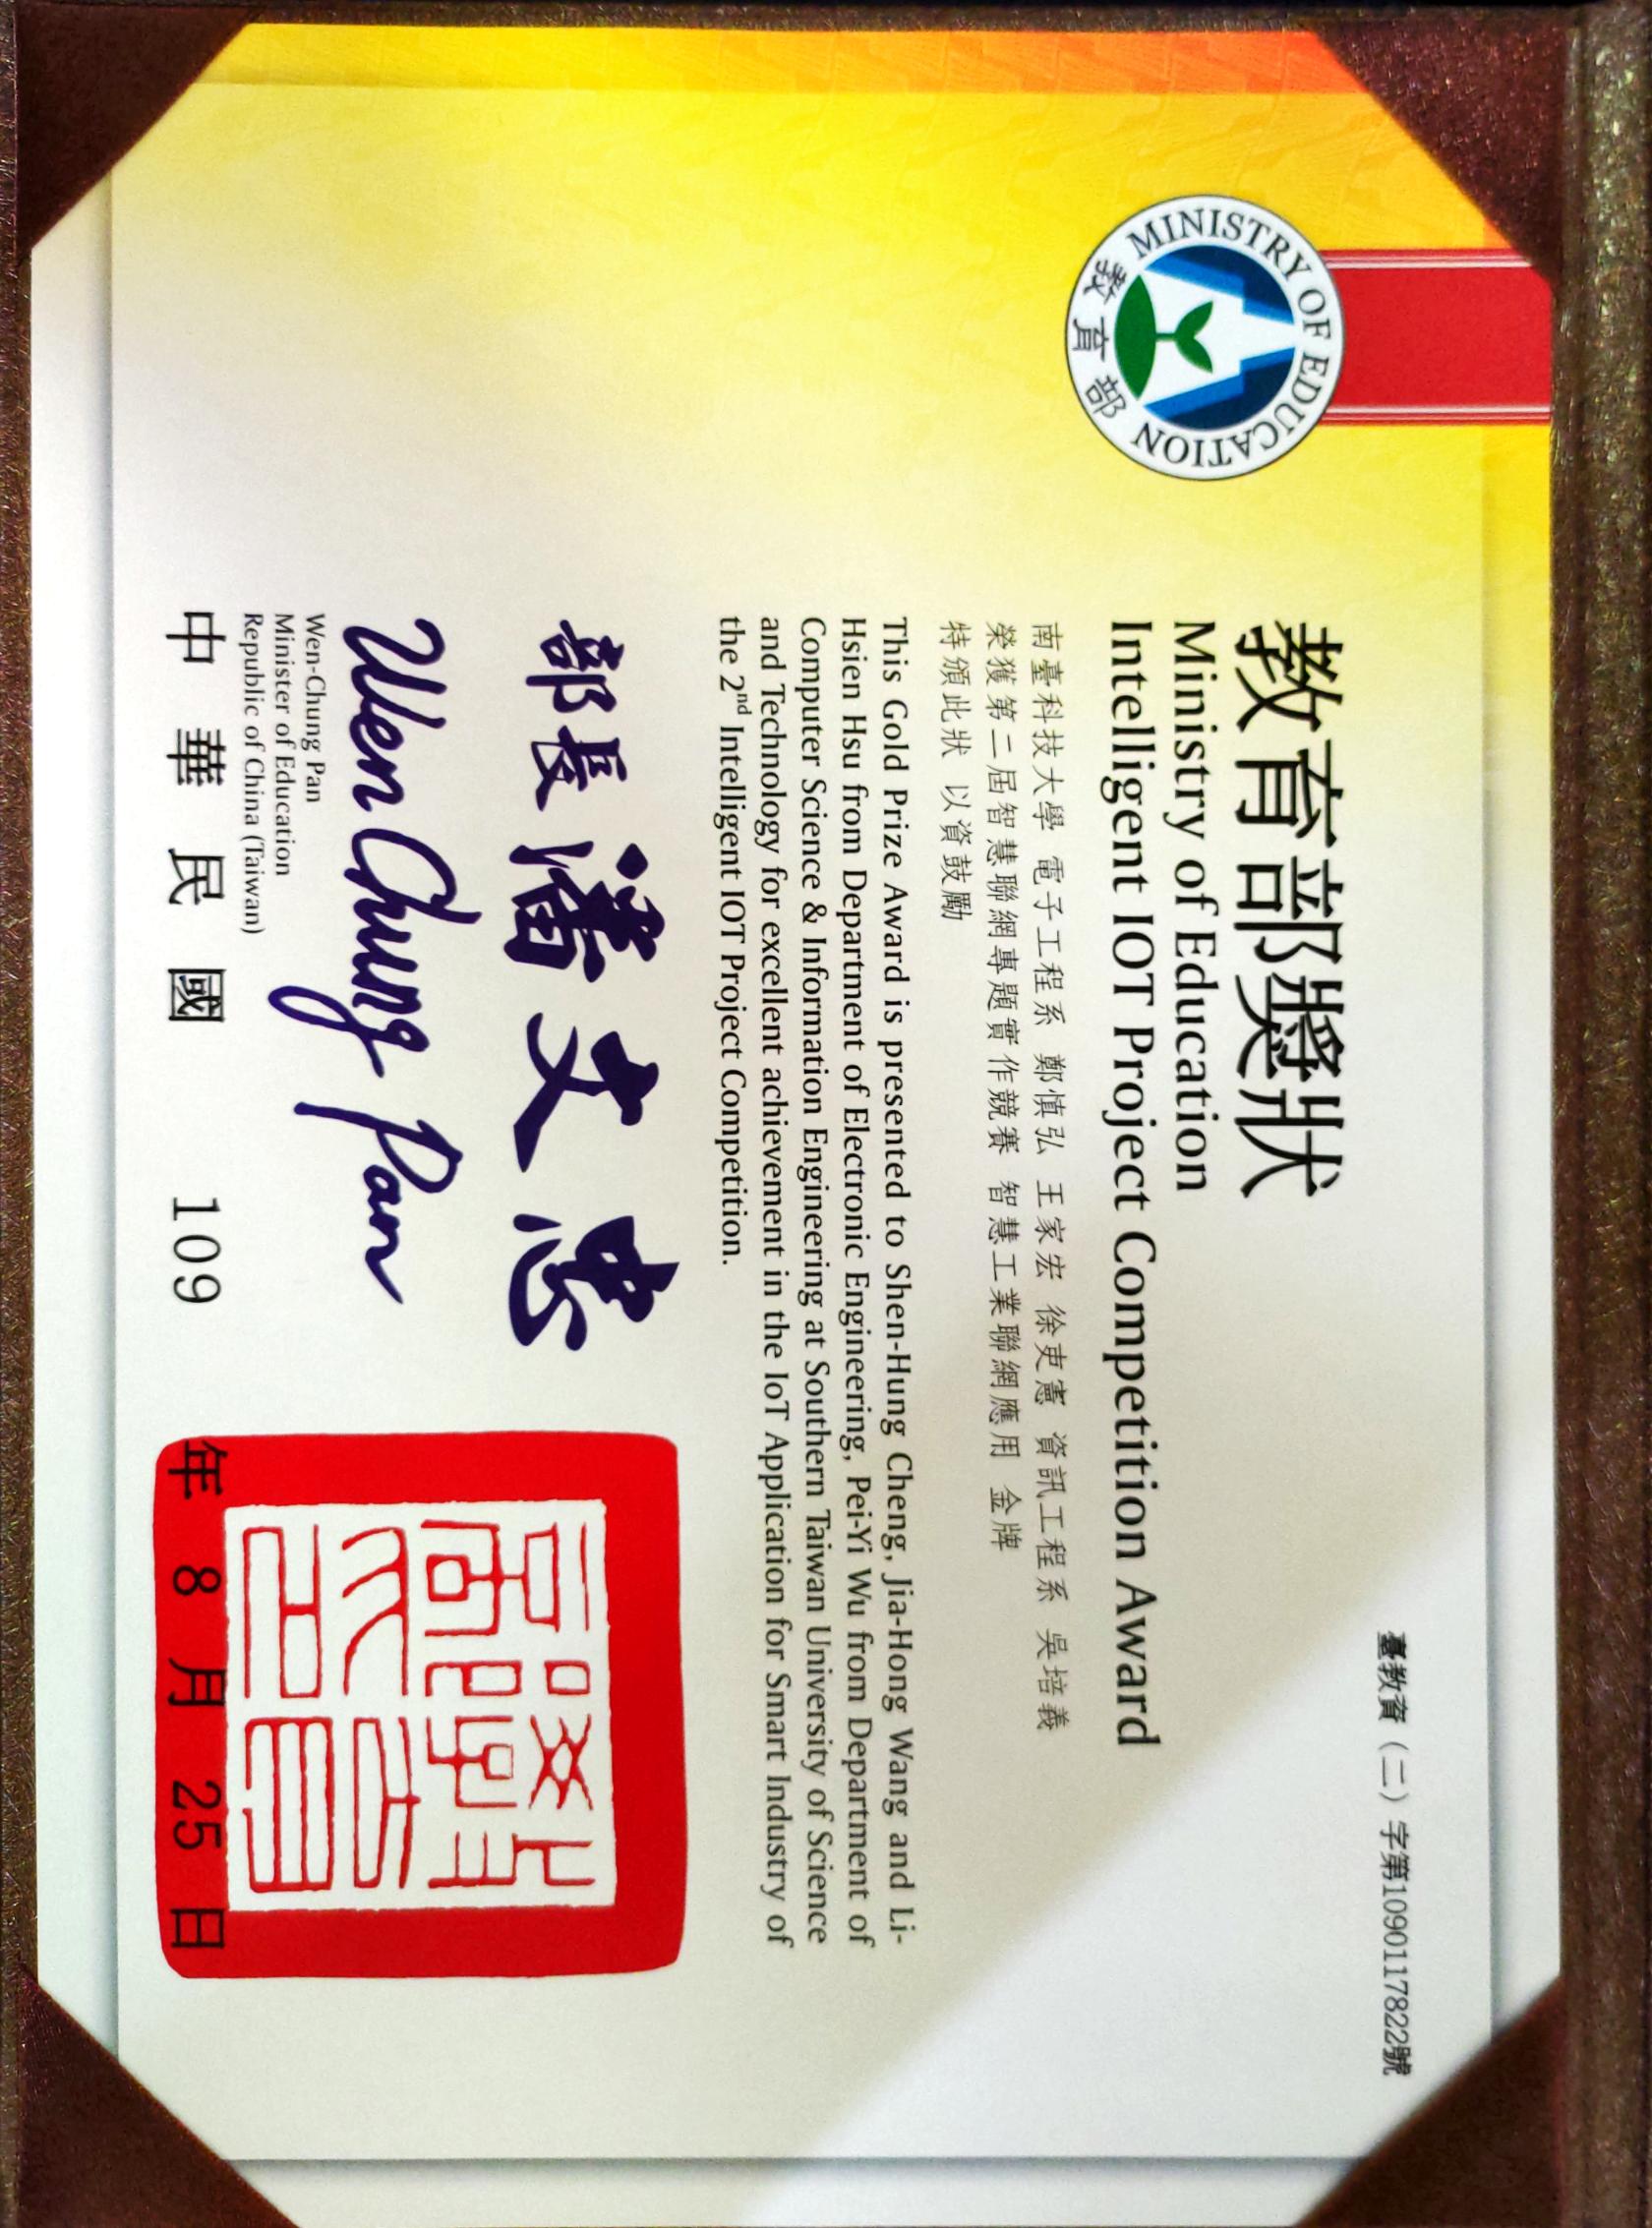 臺教資（二）字第1090117822號
MINISTRY OF EDUCATION
教育部
教育部獎狀
Ministry of Education
Intelligent IOT Project Competition Award
南臺科技大學 電子工程系 鄭慎弘 王家宏 徐吏憲 資訊工程系 吳培義
榮獲第二屆智慧聯網專題實作競賽 智慧工業聯網應用 金牌
特頒此狀 以資鼓勵
This Gold Prize Award is presented to Shen-Hung Cheng, Jia-Hong Wang and Li-
Hsien Hsu from Department of Electronic Engineering, Pei-Yi Wu from Department of
Computer Science & Information Engineering at Southern Taiwan University of Science
and Technology for excellent achievement in the IoT Application for Smart Industry of
the 2nd Intelligent IOT Project Competition.
部長 潘文忠
Wen Chung Pan
Wen-Chung Pan
Minister of Education
Republic of China (Taiwan)
教育部印
中華民國 109 年 8 月 25 日